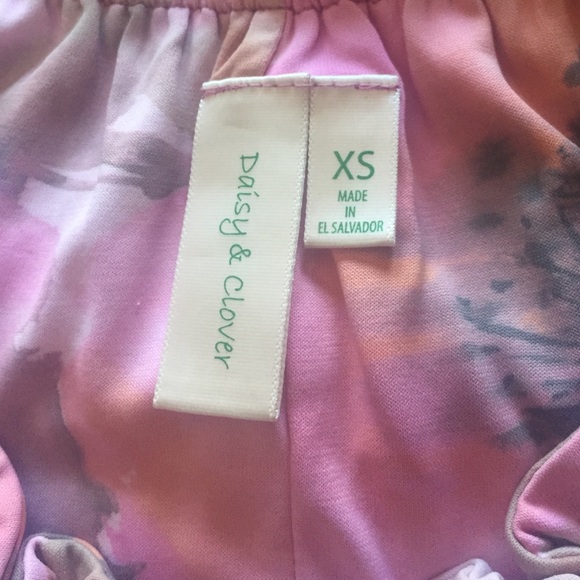 Daisy & Clover
XS
MADE
IN
EL SALVADOR